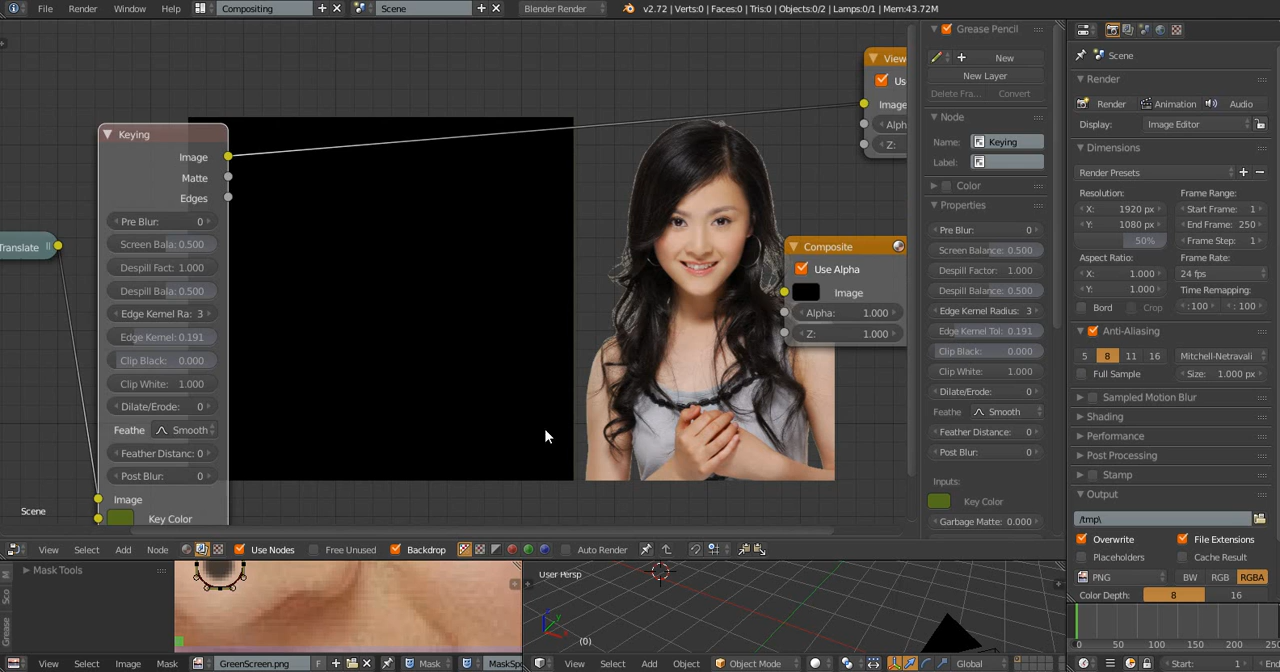 File Render Window Help Compositing Scene Blender Render v2.72 | Verts:0 | Faces:0 | Tris:0 | Objects:0/2 | Lamps:0/1 | Mem:43.72M
Keying
Image
Matte
Edges
Pre Blur: 0
Screen Bala: 0.500
Despill Fact: 1.000
Despill Bala: 0.500
Edge Kernel Ra: 3
Edge Kernel: 0.191
Clip Black: 0.000
Clip White: 1.000
Dilate/Erode: 0
Feathe Smooth
Feather Distanc: 0
Post Blur: 0
Image
Key Color
Translate
Scene
View
Us
Image
Alph
Z:
Composite
Use Alpha
Image
Alpha: 1.000
Z: 1.000
Grease Pencil
New
New Layer
Delete Fra... Convert
Node
Name: Keying
Label:
Color
Properties
Pre Blur: 0
Screen Balance: 0.500
Despill Factor: 1.000
Despill Balance: 0.500
Edge Kernel Radius: 3
Edge Kernel Tol: 0.191
Clip Black: 0.000
Clip White: 1.000
Dilate/Erode: 0
Feathe Smooth
Feather Distance: 0
Post Blur: 0
Inputs:
Key Color
Garbage Matte: 0.000
Scene
Render
Render Animation Audio
Display: Image Editor
Dimensions
Render Presets
Resolution: Frame Range:
X: 1920 px Start Frame: 1
Y: 1080 px End Frame: 250
50% Frame Step: 1
Aspect Ratio: Frame Rate:
X: 1.000 24 fps
Y: 1.000 Time Remapping:
Bord Crop :100 :100
Anti-Aliasing
5 8 11 16 Mitchell-Netravali
Full Sample Size: 1.000 px
Sampled Motion Blur
Shading
Performance
Post Processing
Stamp
Output
/tmp\
Overwrite File Extensions
Placeholders Cache Result
PNG BW RGB RGBA
Color Depth: 8 16
View Select Add Node Use Nodes Free Unused Backdrop Auto Render
Mask Tools
M
Sco
Grease
User Persp
(0)
View Select Image Mask GreenScreen.png F Mask MaskSp
View Select Add Object Object Mode Global
0 50 100 150 200
Start: 1